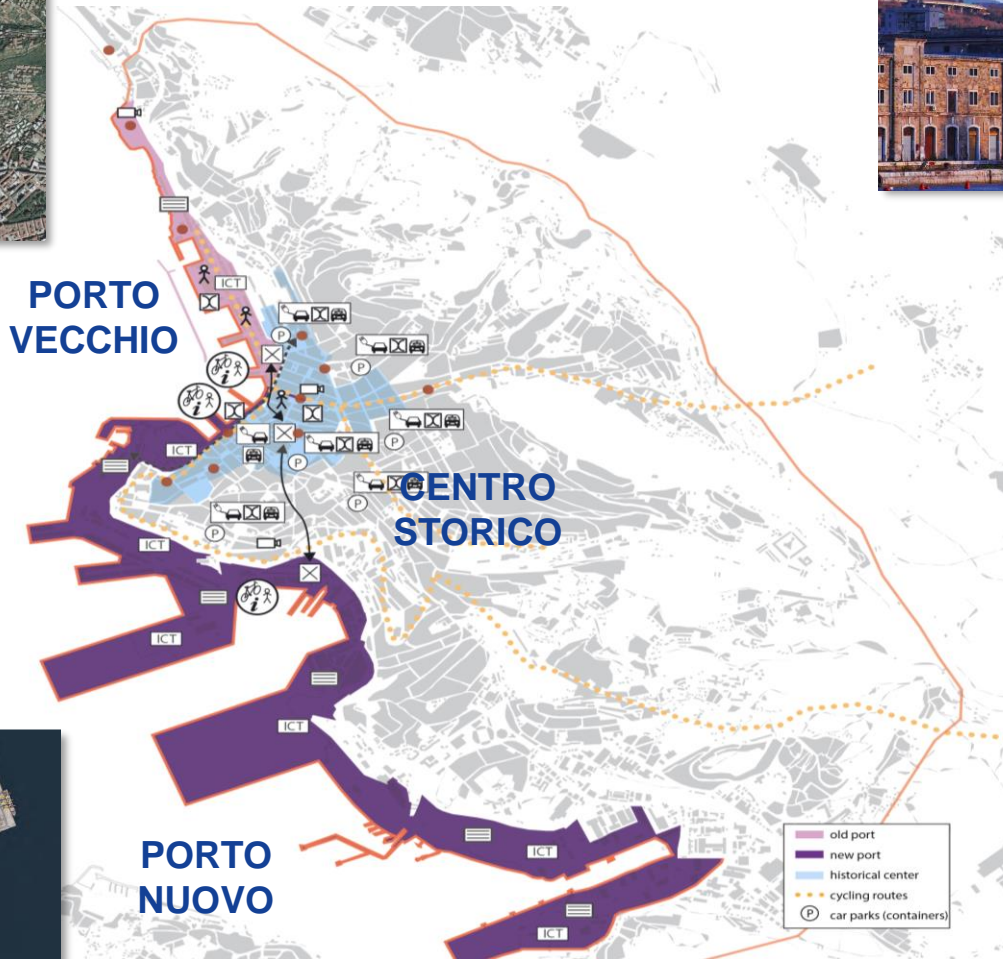 PORTO
VECCHIO
ICT
P
P
i
i
P
ICT
P
CENTRO
STORICO
P
P
ICT
i
ICT
ICT
PORTO
NUOVO
ICT
ICT
old port
new port
historical center
cycling routes
P car parks (containers)